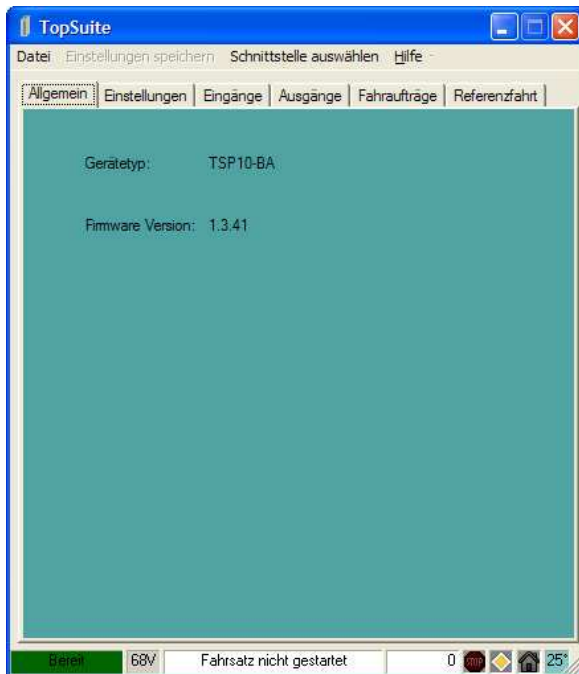 TopSuite
Datei Einstellungen speichern Schnittstelle auswählen Hilfe
Allgemein Einstellungen Eingänge Ausgänge Fahraufträge Referenzfahrt
Gerätetyp: TSP10-BA
Firmware Version: 1.3.41
Bereit 68V Fahrsatz nicht gestartet 0 STOP 25°